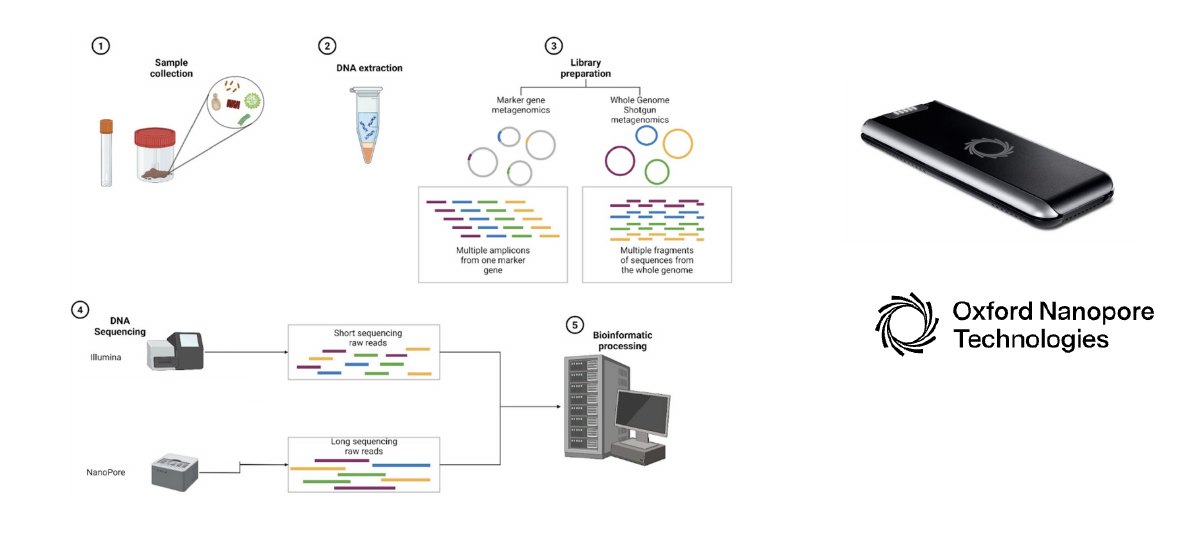 1
Sample
collection
2
DNA extraction
3
Library
preparation
Marker gene
metagenomics
Whole Genome
Shotgun
metagenomics
Multiple amplicons
from one marker
gene
Multiple fragments
of sequences from
the whole genome
4
DNA
Sequencing
Illumina
Short sequencing
raw reads
NanoPore
Long sequencing
raw reads
5
Bioinformatic
processing
Oxford Nanopore
Technologies